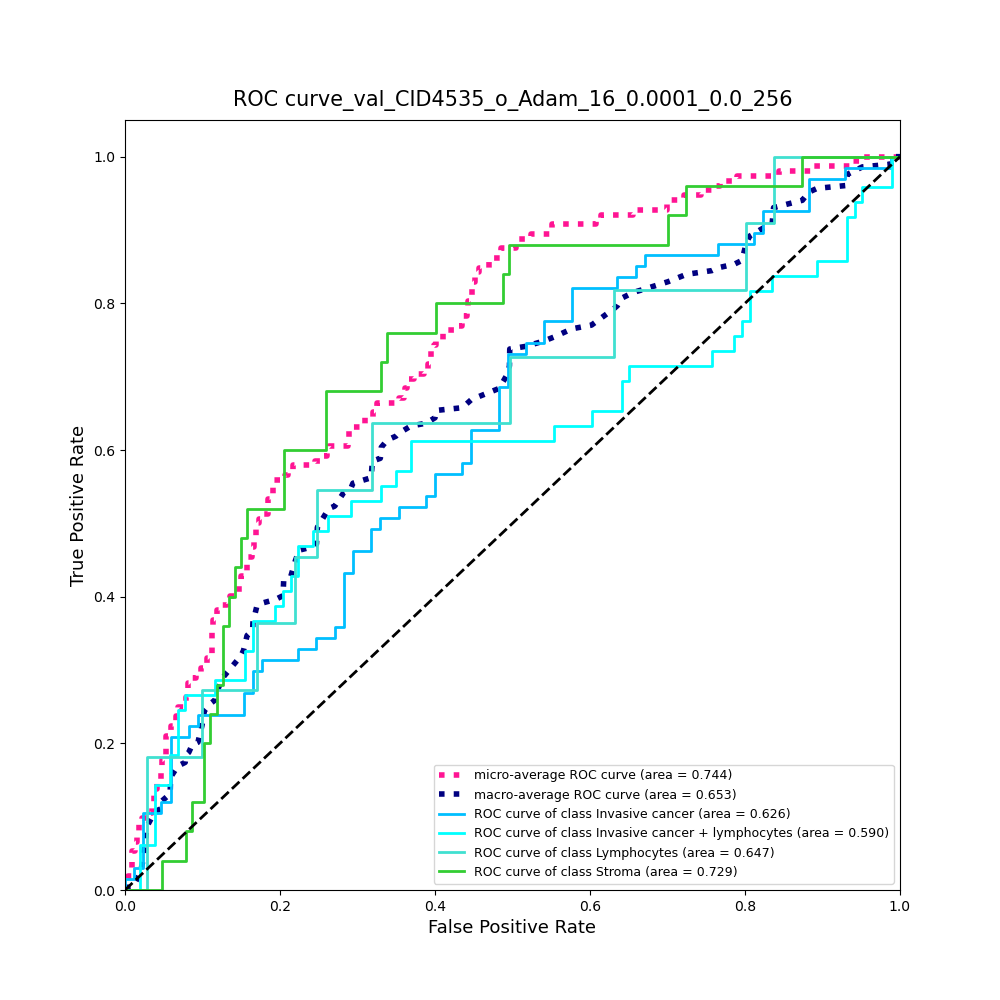 ROC curve_val_CID4535_o_Adam_16_0.0001_0.0_256
1.0
0.8
0.6
0.4
0.2
0.0
True Positive Rate
micro-average ROC curve (area = 0.744)
macro-average ROC curve (area = 0.653)
ROC curve of class Invasive cancer (area = 0.626)
ROC curve of class Invasive cancer + lymphocytes (area = 0.590)
ROC curve of class Lymphocytes (area = 0.647)
ROC curve of class Stroma (area = 0.729)
0.0 0.2 0.4 0.6 0.8 1.0
False Positive Rate